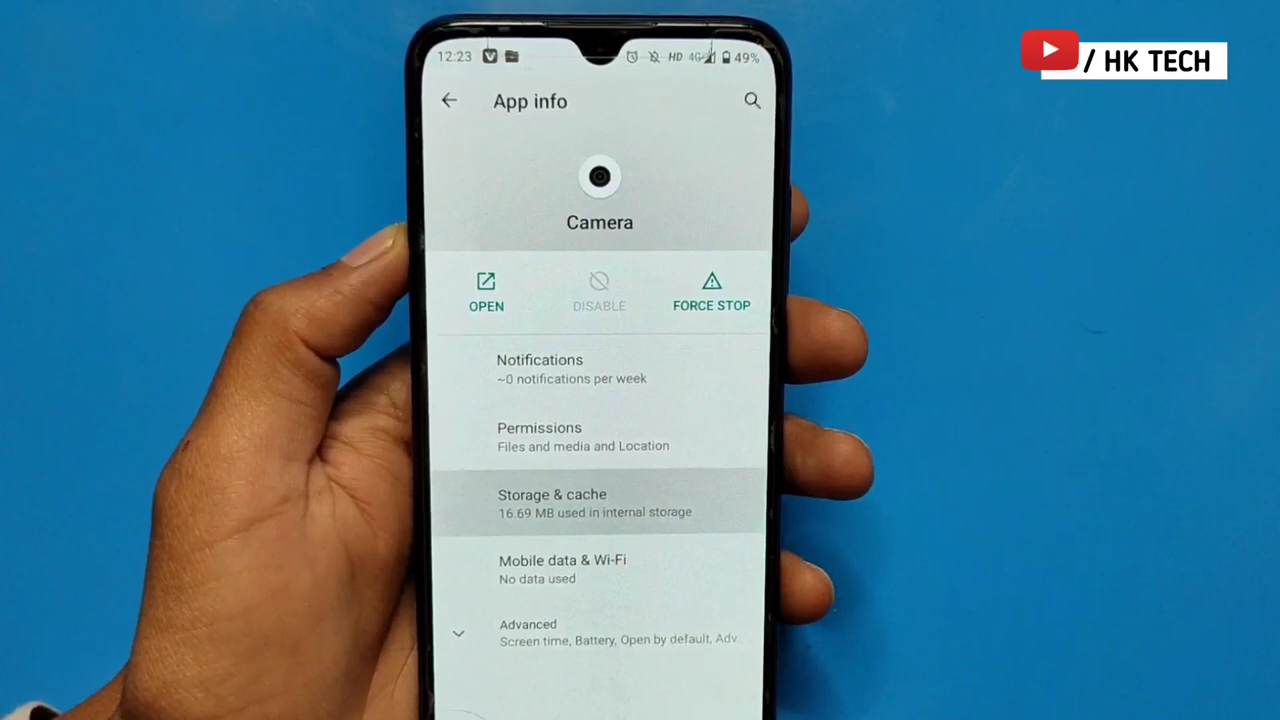 12:23 HD 4G 49%
/ HK TECH
App info
Camera
OPEN DISABLE FORCE STOP
Notifications
~0 notifications per week
Permissions
Files and media and Location
Storage & cache
16.69 MB used in internal storage
Mobile data & Wi-Fi
No data used
Advanced
Screen time, Battery, Open by default, Adv..